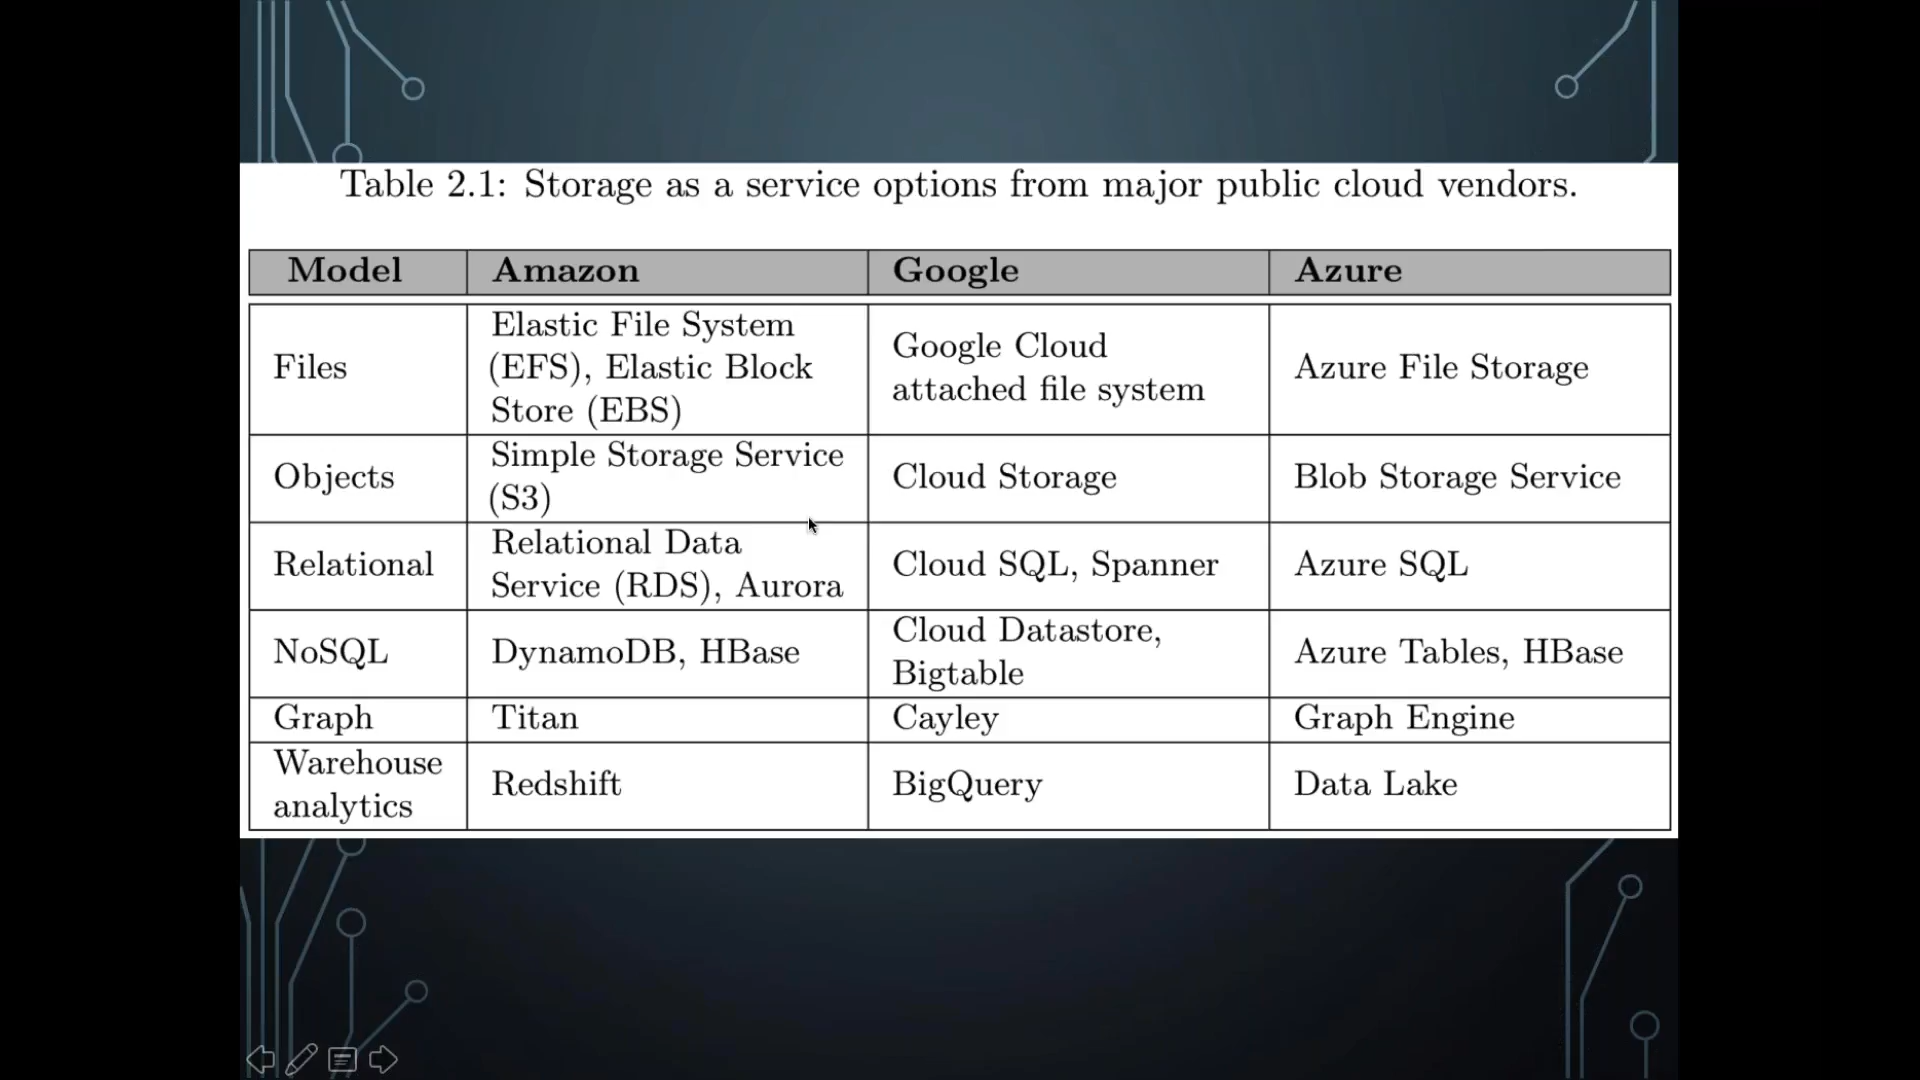 Table 2.1: Storage as a service options from major public cloud vendors.
Model Amazon Google Azure
Files
Elastic File System
(EFS), Elastic Block
Store (EBS)
Google Cloud
attached file system
Azure File Storage
Objects
Simple Storage Service
(S3)
Cloud Storage
Blob Storage Service
Relational
Relational Data
Service (RDS), Aurora
Cloud SQL, Spanner
Azure SQL
NoSQL
DynamoDB, HBase
Cloud Datastore,
Bigtable
Azure Tables, HBase
Graph
Titan
Cayley
Graph Engine
Warehouse
analytics
Redshift
BigQuery
Data Lake